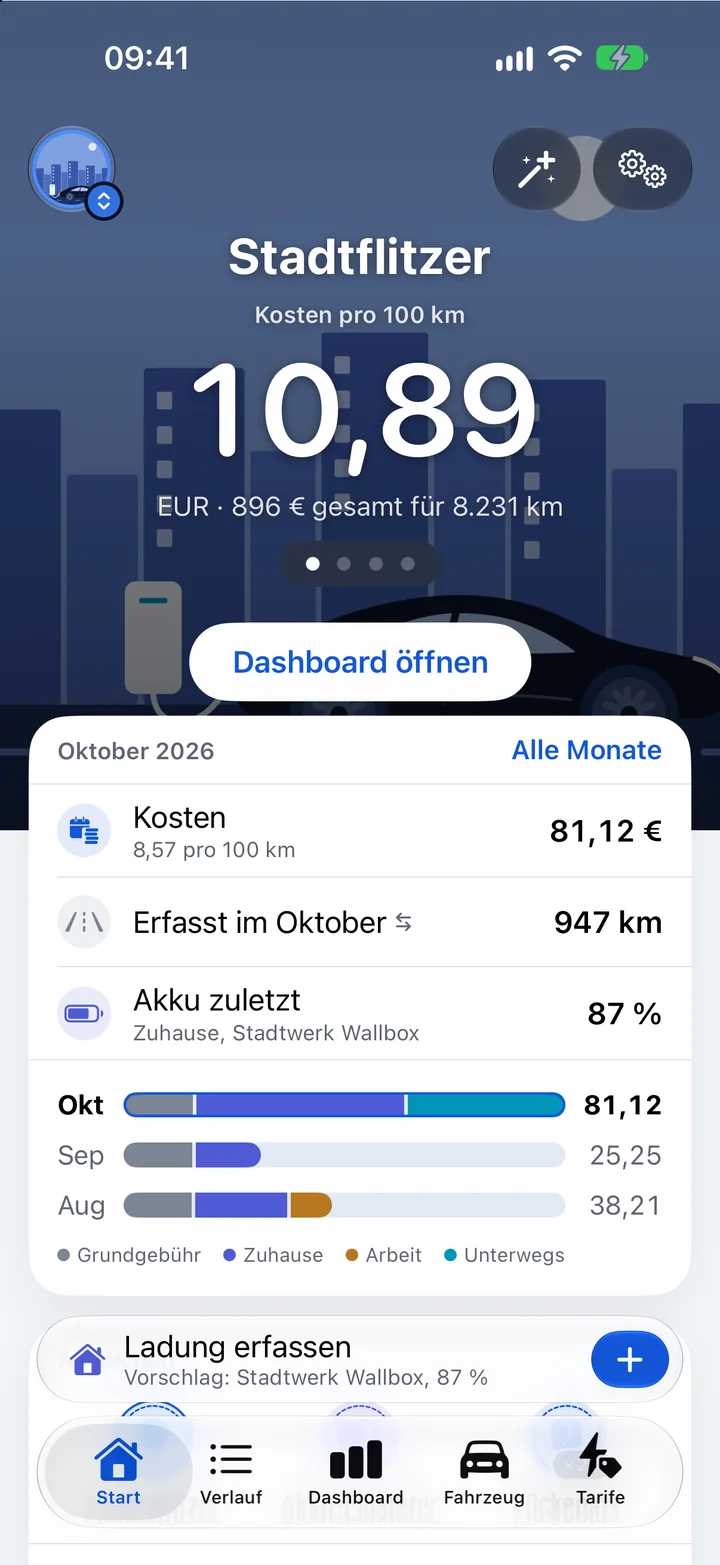 09:41
Stadtflitzer
Kosten pro 100 km
10,89
EUR · 896 € gesamt für 8.231 km
Dashboard öffnen
Oktober 2026 Alle Monate
Kosten 81,12 €
8,57 pro 100 km
Erfasst im Oktober ⇆ 947 km
Akku zuletzt 87 %
Zuhause, Stadtwerk Wallbox
Okt 81,12
Sep 25,25
Aug 38,21
Grundgebühr Zuhause Arbeit Unterwegs
Ladung erfassen
Vorschlag: Stadtwerk Wallbox, 87 %
Start Verlauf Dashboard Fahrzeug Tarife